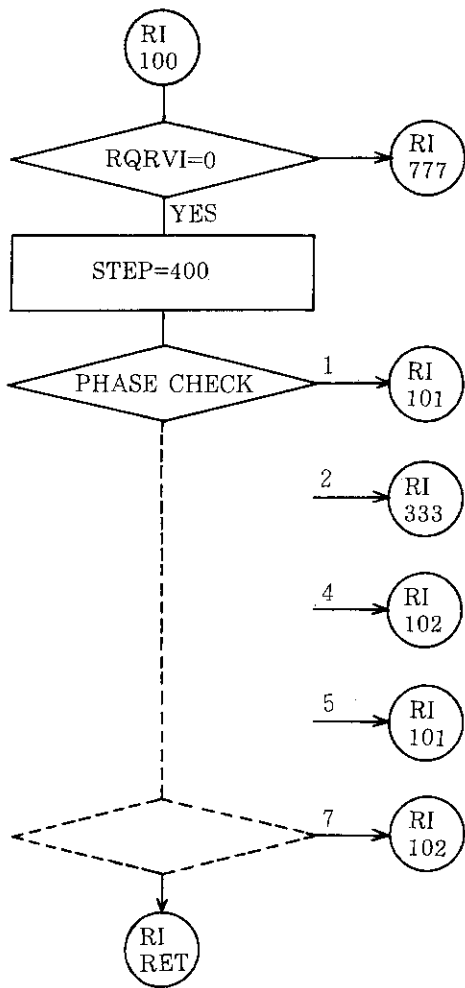 RI
100
RQRVI=0
RI
777
YES
STEP=400
PHASE CHECK
1
RI
101
2
RI
333
4
RI
102
5
RI
101
7
RI
102
RI
RET